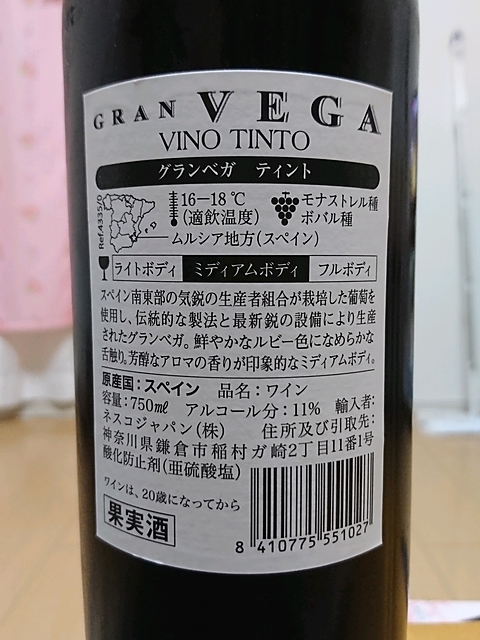 GRAN VEGA
VINO TINTO
グランベガ ティント
Ref.4335/0
16－18℃
(適飲温度)
モナストレル種
ボバル種
ムルシア地方(スペイン)
ライトボディ ミディアムボディ フルボディ
スペイン南東部の気鋭の生産者組合が栽培した葡萄を
使用し、伝統的な製法と最新鋭の設備により生産
されたグランベガ。鮮やかなルビー色になめらかな
舌触り。芳醇なアロマの香りが印象的なミディアムボディ。
原産国：スペイン 品名：ワイン
容量：750㎖ アルコール分：11% 輸入者：
ネスコジャパン(株) 住所及び引取先：
神奈川県鎌倉市稲村ガ崎2丁目11番1号
酸化防止剤(亜硫酸塩)
ワインは、20歳になってから
果実酒
8 410775 551027